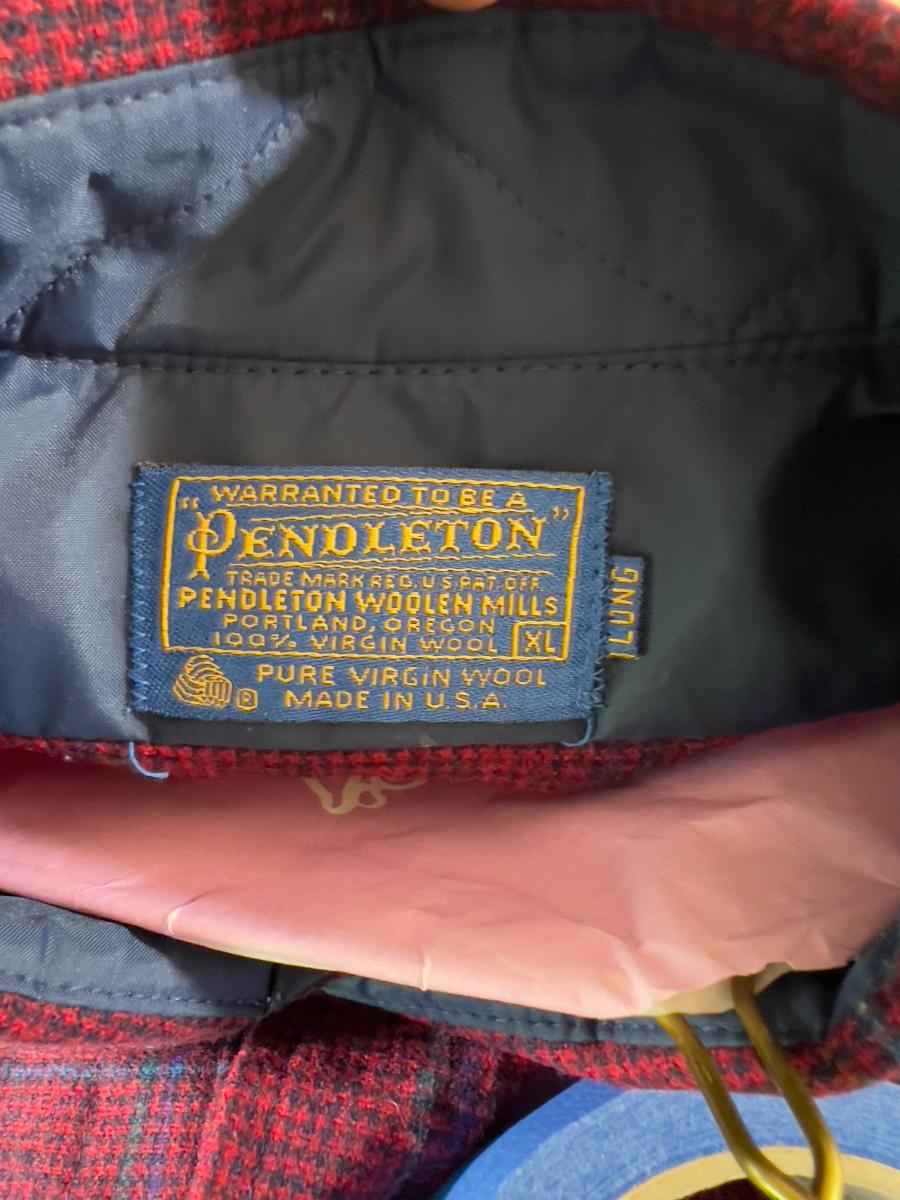 WARRANTED TO BE A
"PENDLETON"
TRADE MARK REG. U.S. PAT. OFF.
PENDLETON WOOLEN MILLS
PORTLAND, OREGON
100% VIRGIN WOOL XL
PURE VIRGIN WOOL
® MADE IN U.S.A.
LONG